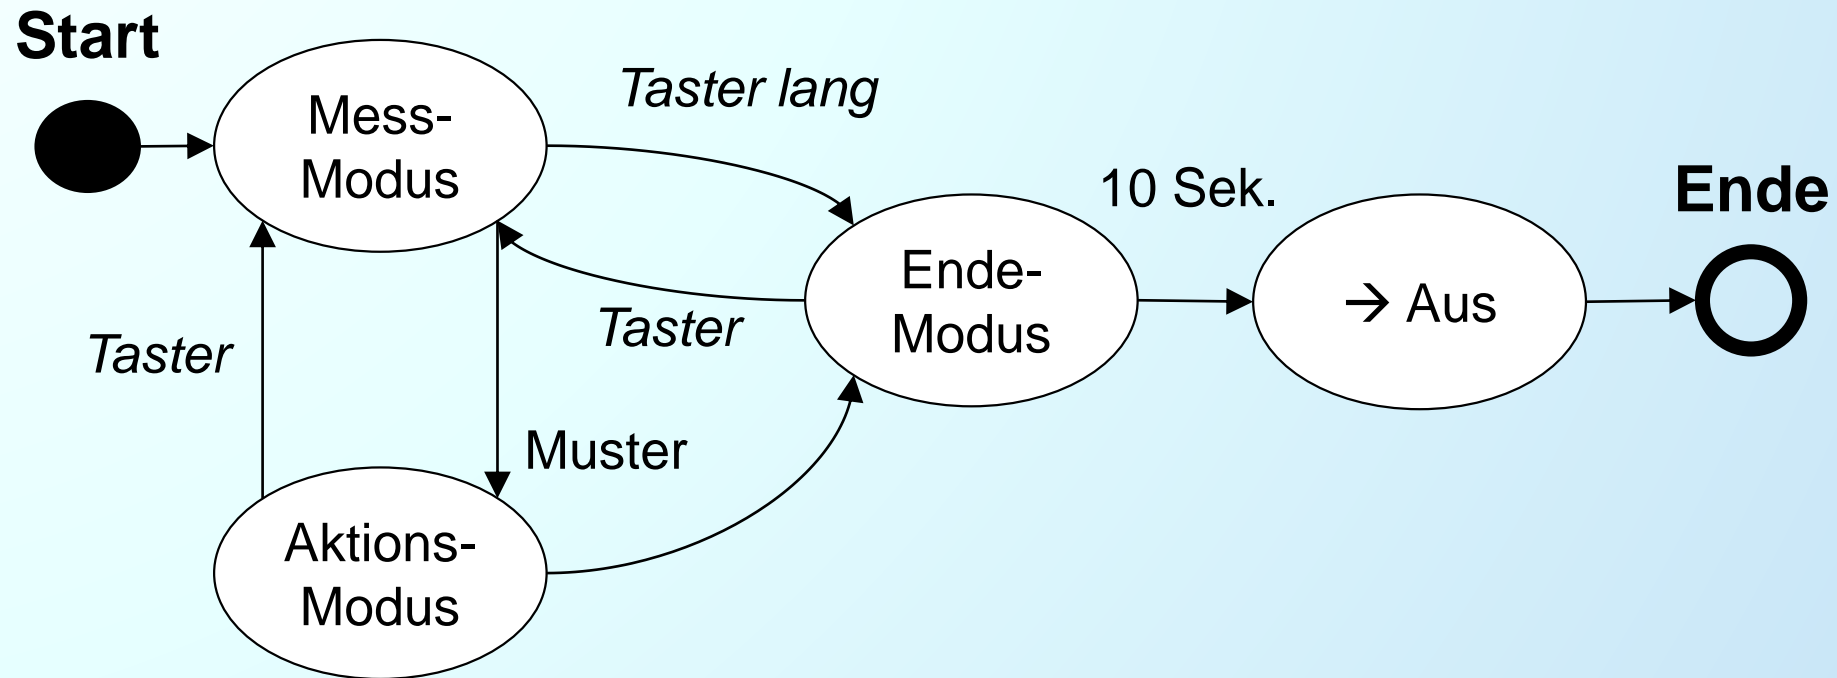 Start
Mess-
Modus
Taster lang
10 Sek.
Ende
Ende-
Modus
→ Aus
Taster
Taster
Muster
Aktions-
Modus